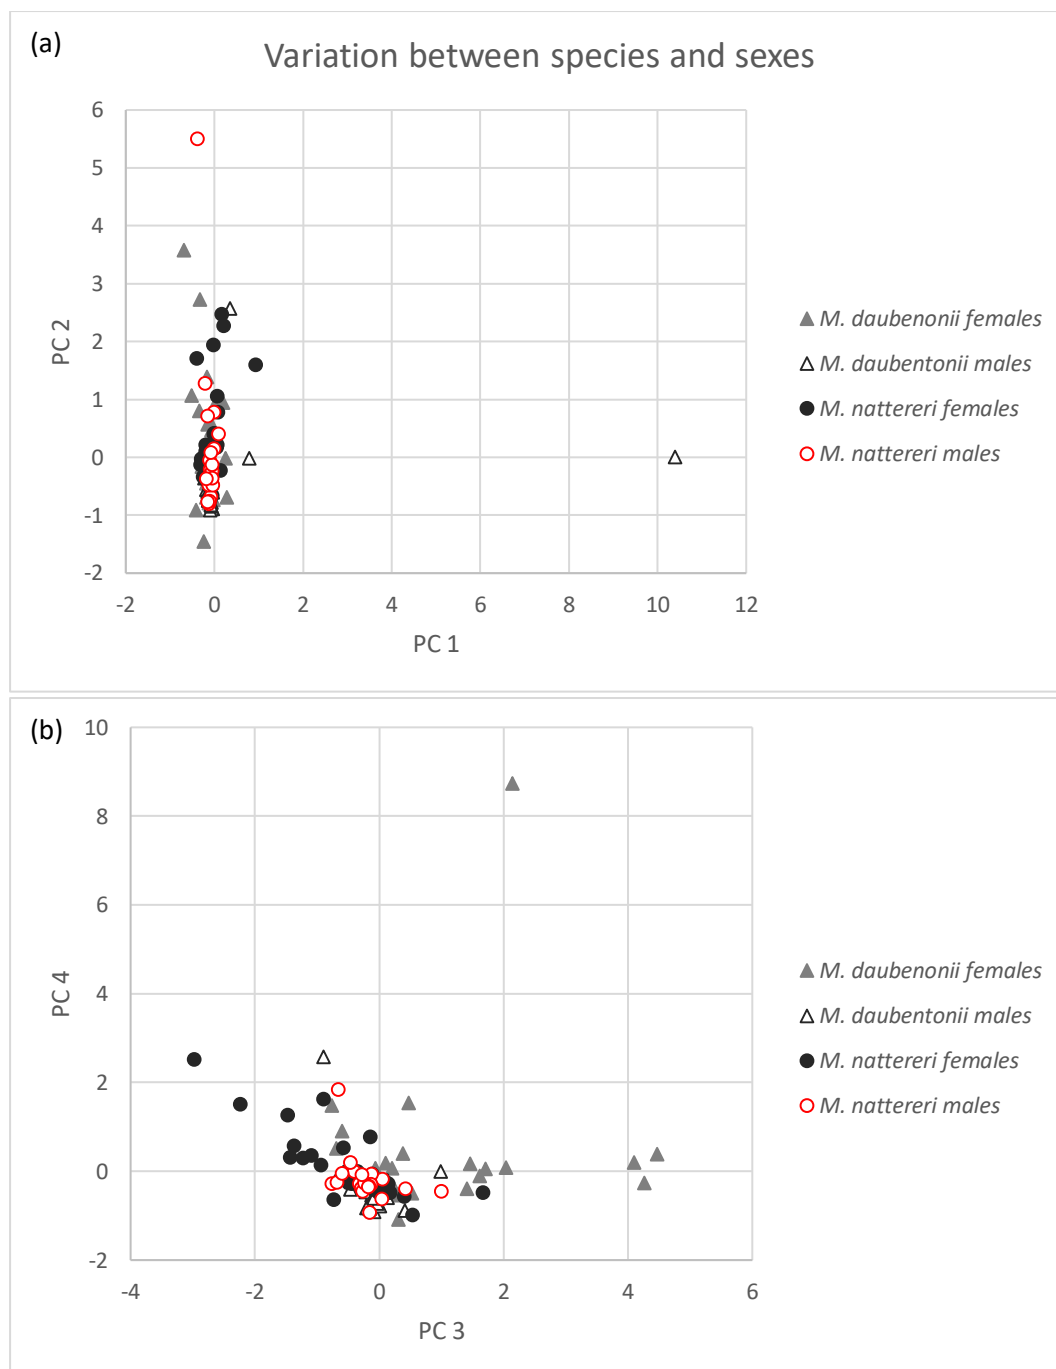 (a)
Variation between species and sexes
6
5
4
3
2
1
0
-1
-2
PC 2
-2 0 2 4 6 8 10 12
PC 1
M. daubenonii females
M. daubentonii males
M. nattereri females
M. nattereri males
(b)
10
8
6
4
2
0
-2
PC 4
-4 -2 0 2 4 6
PC 3
M. daubenonii females
M. daubentonii males
M. nattereri females
M. nattereri males